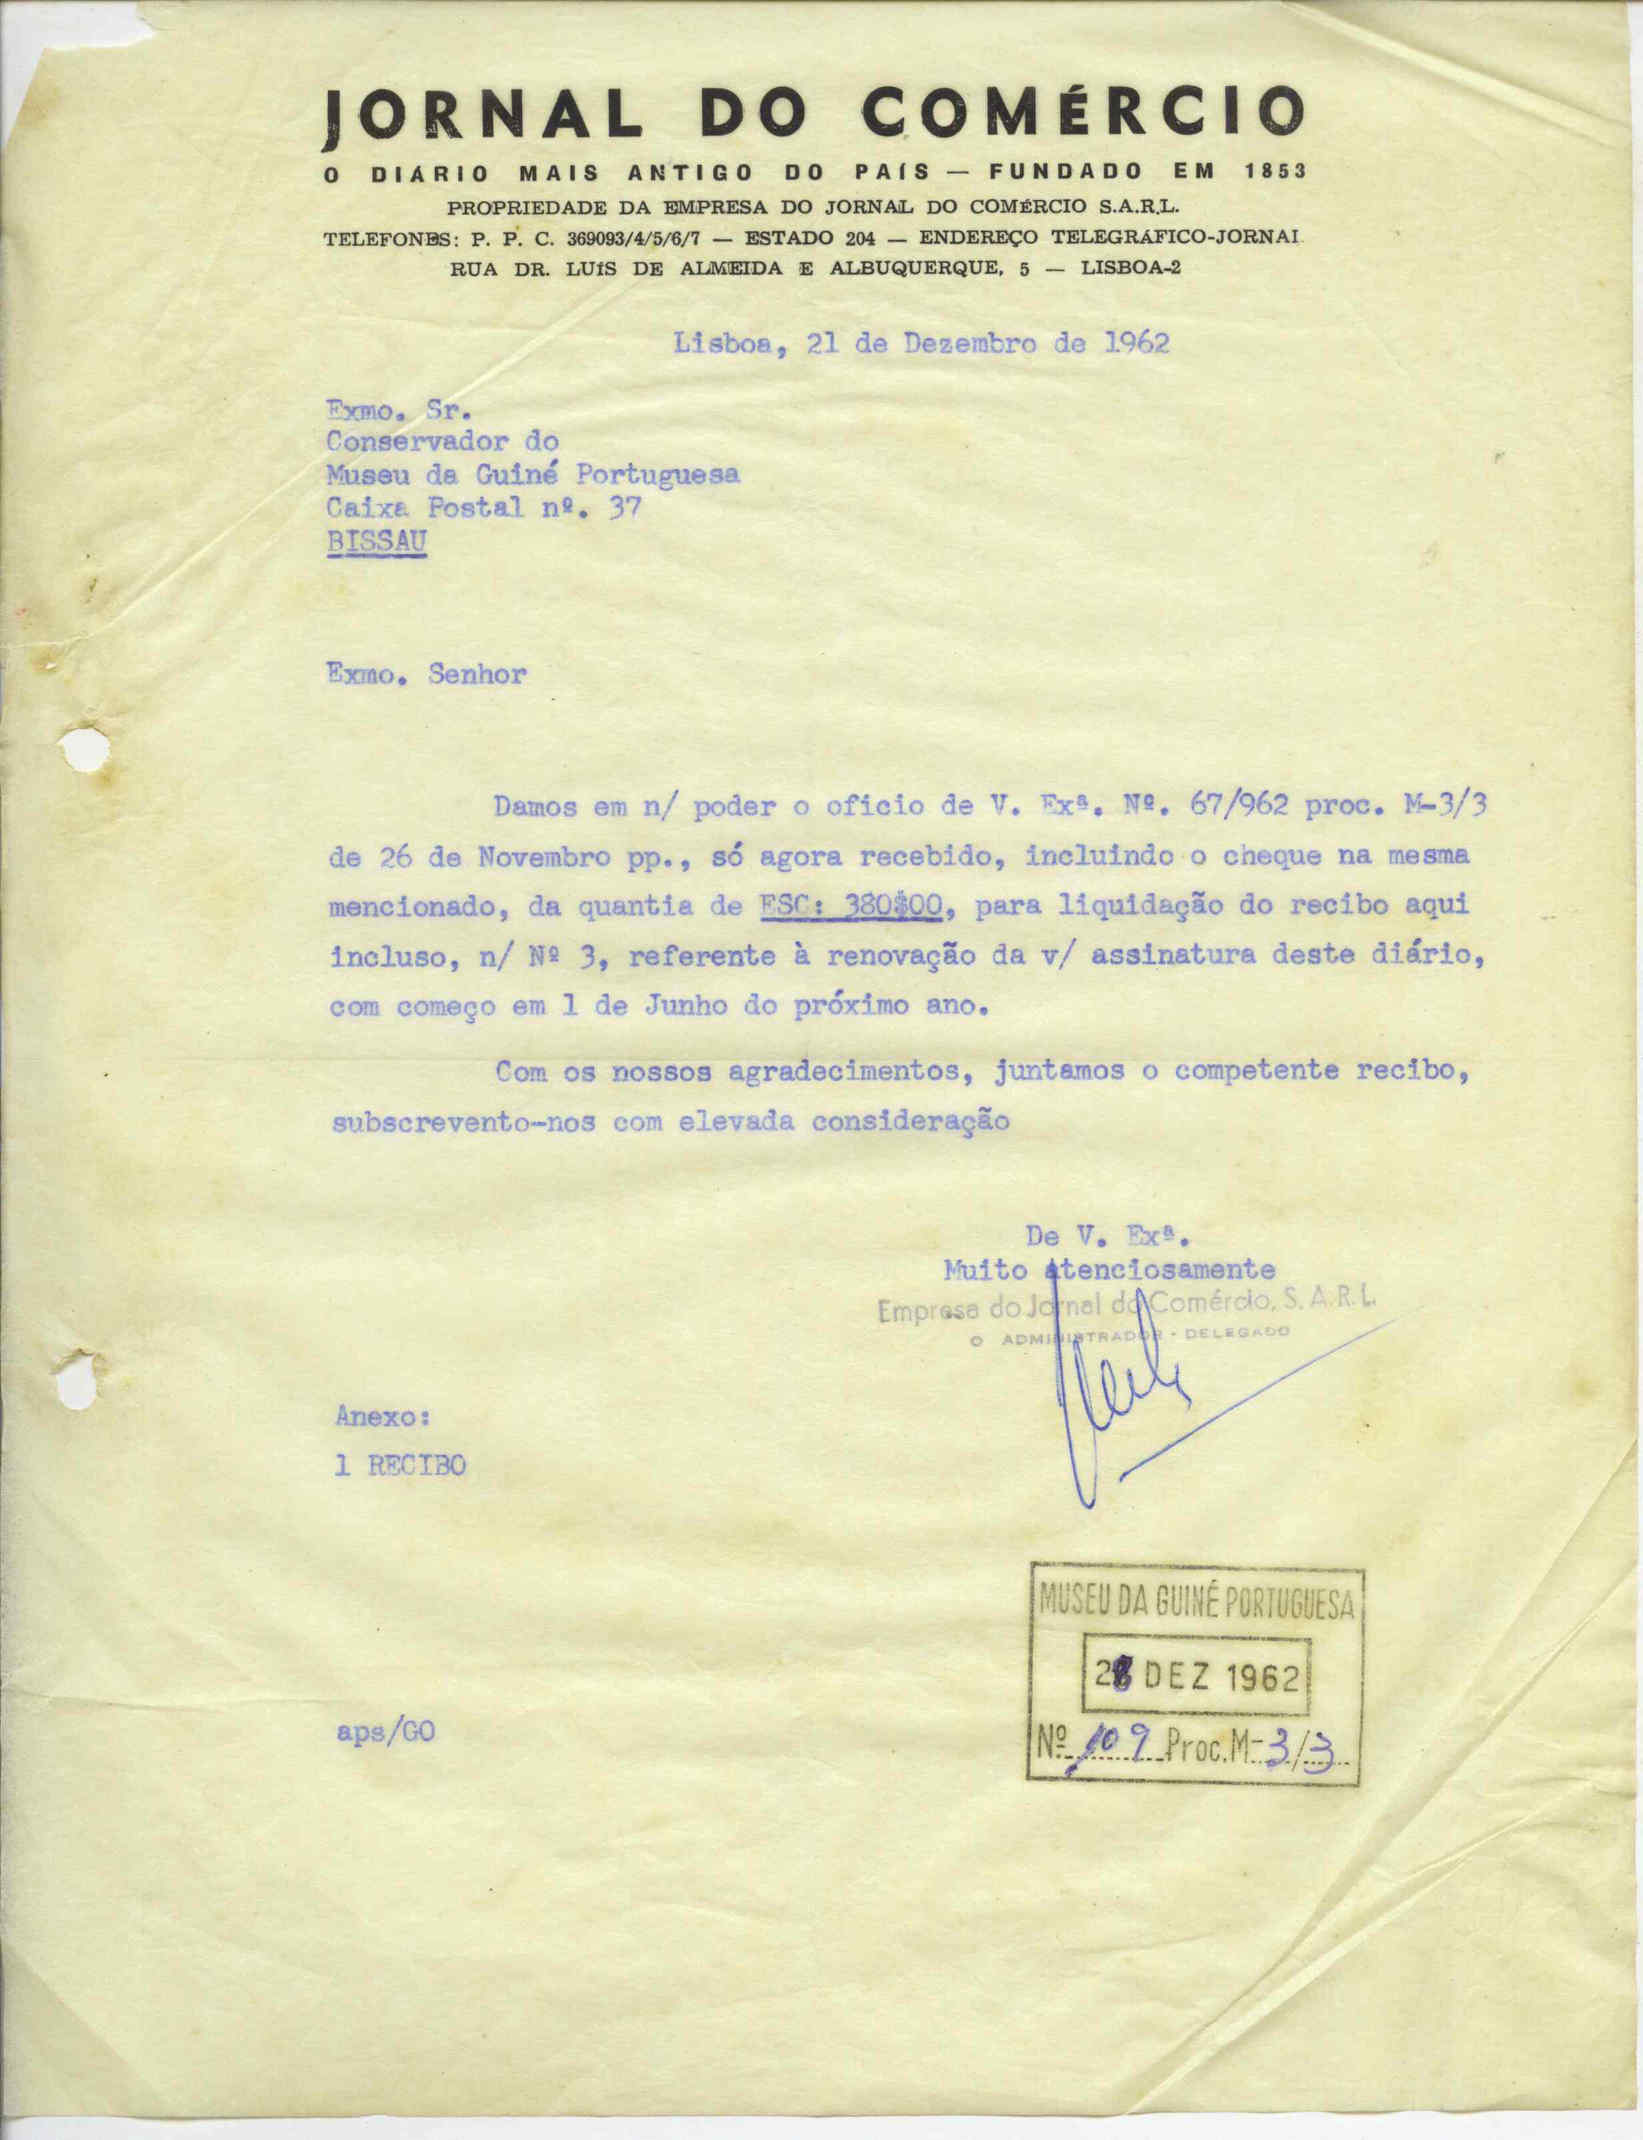 JORNAL DO COMÉRCIO
O DIÁRIO MAIS ANTIGO DO PAÍS — FUNDADO EM 1853
PROPRIEDADE DA EMPRESA DO JORNAL DO COMÉRCIO S.A.R.L.
TELEFONES: P. P. C. 369093/4/5/6/7 — ESTADO 204 — ENDEREÇO TELEGRÁFICO-JORNAL
RUA DR. LUÍS DE ALMEIDA E ALBUQUERQUE, 5 — LISBOA-2
Lisboa, 21 de Dezembro de 1962
Exmo. Sr.
Conservador do
Museu da Guiné Portuguesa
Caixa Postal nº. 37
BISSAU
Exmo. Senhor
Damos em n/ poder o oficio de V. Exª. Nº. 67/962 proc. M-3/3
de 26 de Novembro pp., só agora recebido, incluindo o cheque na mesma
mencionado, da quantia de ESC: 380$00, para liquidação do recibo aqui
incluso, n/ Nº 3, referente à renovação da v/ assinatura deste diário,
com começo em 1 de Junho do próximo ano.
Com os nossos agradecimentos, juntamos o competente recibo,
subscrevento-nos com elevada consideração
De V. Exª.
Muito atenciosamente
Empresa do Jornal do Comércio, S. A. R. L.
O ADMINISTRADOR - DELEGADO
Anexo:
1 RECIBO
MUSEU DA GUINÉ PORTUGUESA
DEZ 1962
Nº 109 Proc. M-3/3
aps/GO